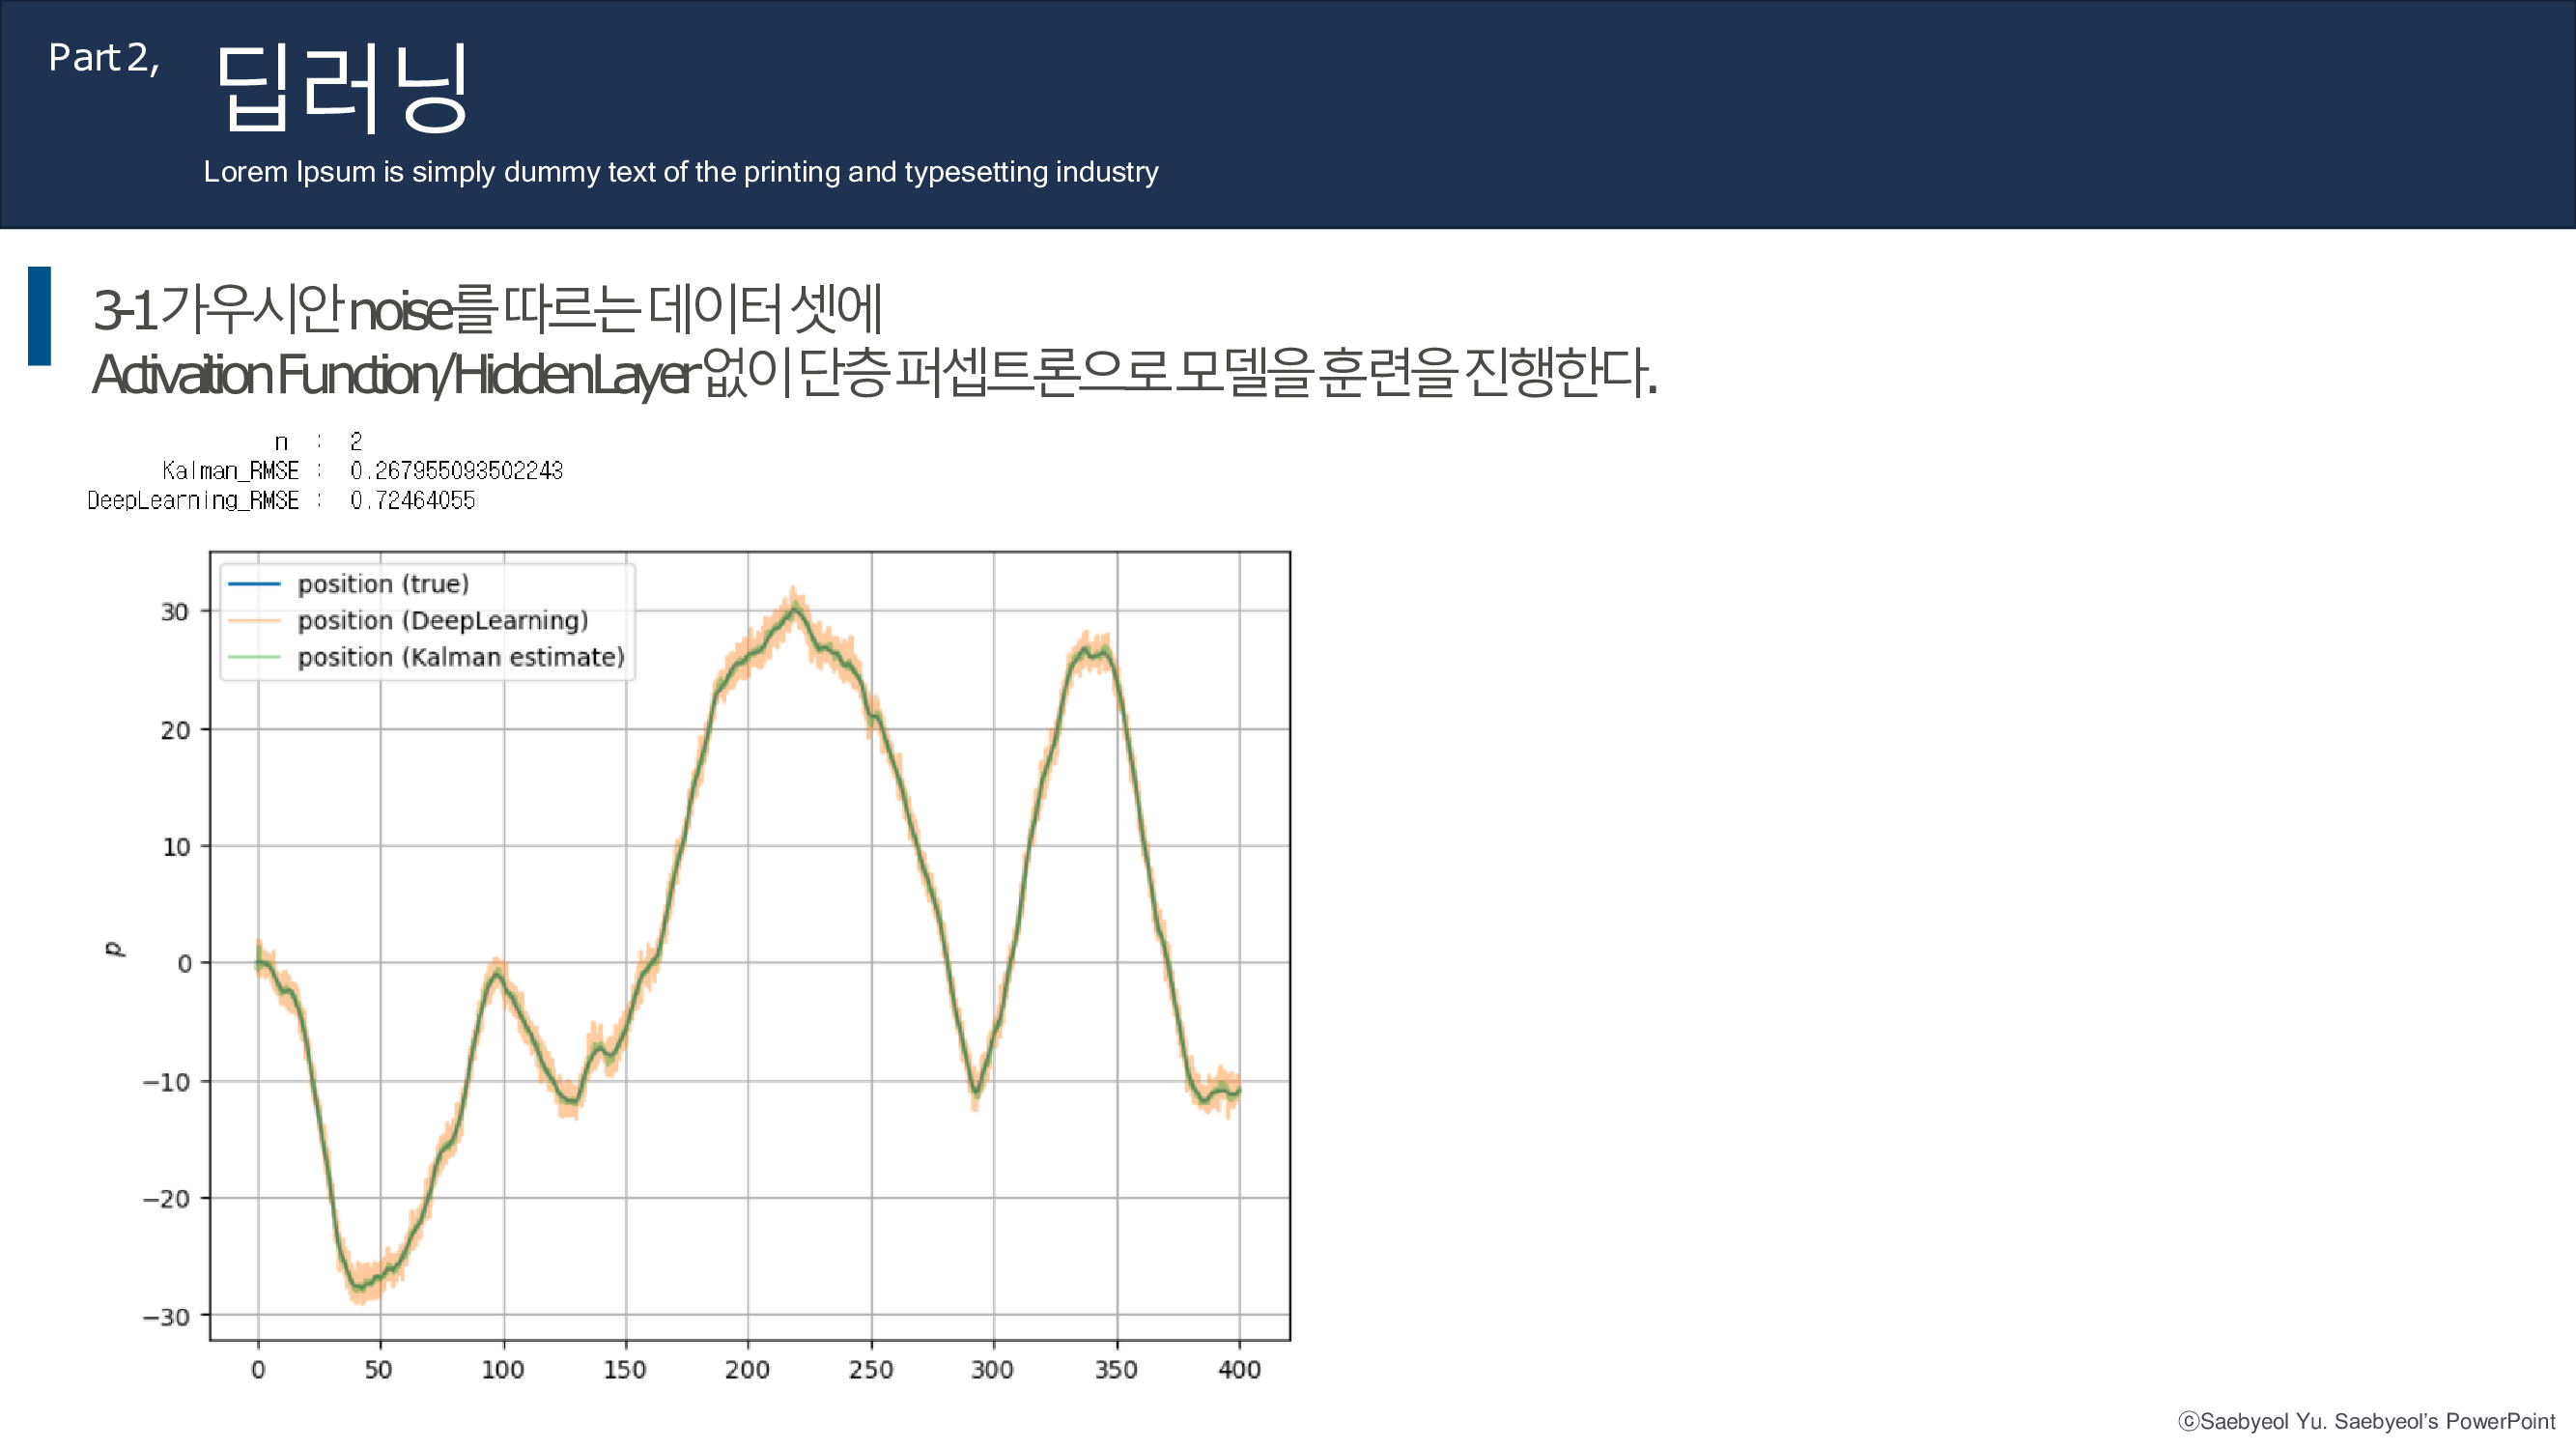 Part 2,
딥러닝
Lorem Ipsum is simply dummy text of the printing and typesetting industry
3-1 가우시안 noise를 따르는 데이터 셋에
Activation Function/Hidden Layer 없이 단층 퍼셉트론으로 모델을 훈련을 진행한다.
n : 2
Kalman_RMSE : 0.267955093502243
DeepLearning_RMSE : 0.72464055
position (true)
position (DeepLearning)
position (Kalman estimate)
30
20
10
0
−10
−20
−30
p
0 50 100 150 200 250 300 350 400
ⓒSaebyeol Yu. Saebyeol’s PowerPoint